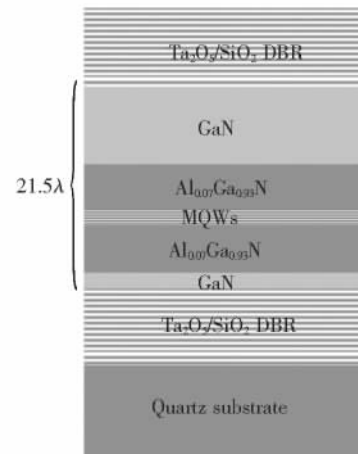 Ta₂O₅/SiO₂ DBR
GaN
21.5λ
Al₀.₀₇Ga₀.₉₃N
MQWs
Al₀.₀₇Ga₀.₉₃N
GaN
Ta₂O₅/SiO₂ DBR
Quartz substrate